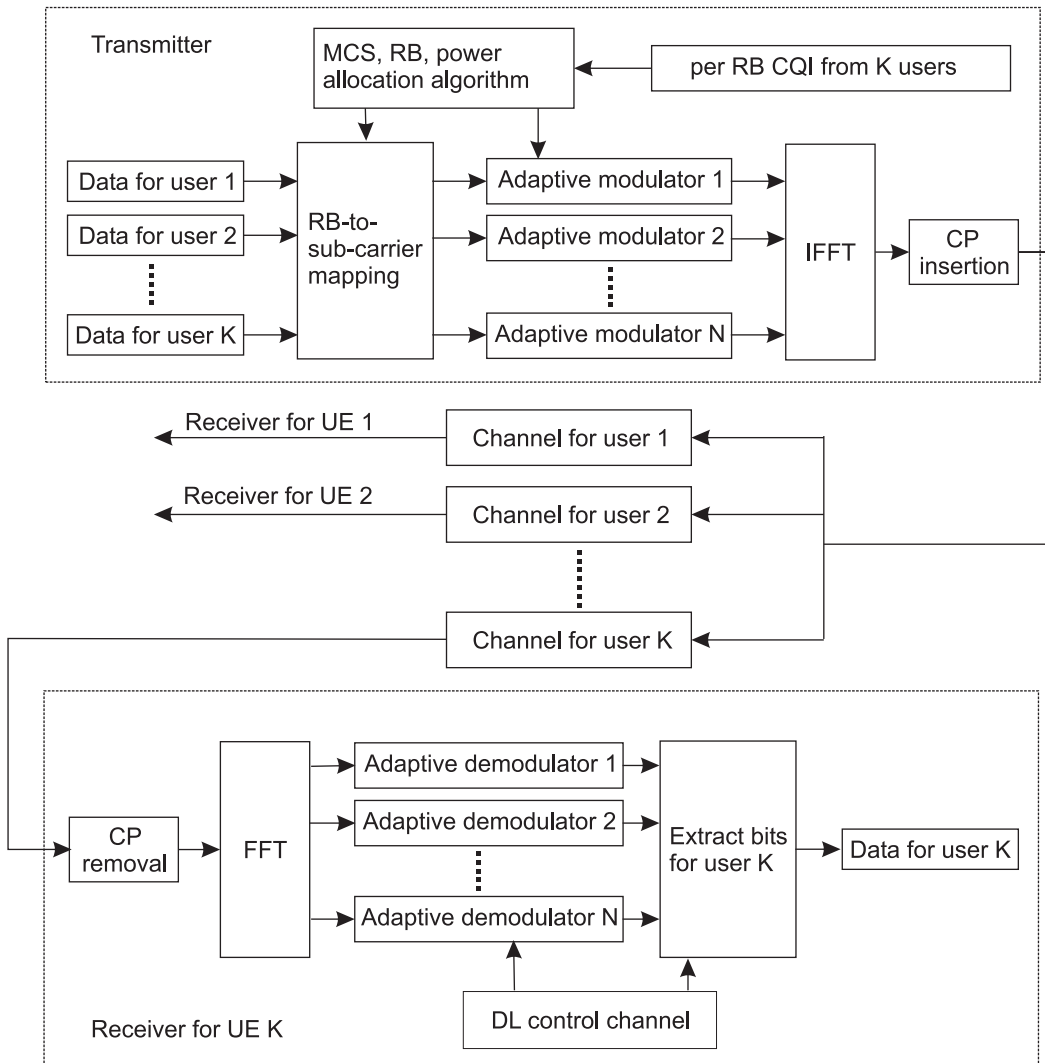 Transmitter
MCS, RB, power
allocation algorithm
per RB CQI from K users
Data for user 1
Data for user 2
Data for user K
RB-to-
sub-carrier
mapping
Adaptive modulator 1
Adaptive modulator 2
Adaptive modulator N
IFFT
CP
insertion
Receiver for UE 1
Channel for user 1
Receiver for UE 2
Channel for user 2
Channel for user K
CP
removal
FFT
Adaptive demodulator 1
Adaptive demodulator 2
Adaptive demodulator N
Extract bits
for user K
Data for user K
DL control channel
Receiver for UE K